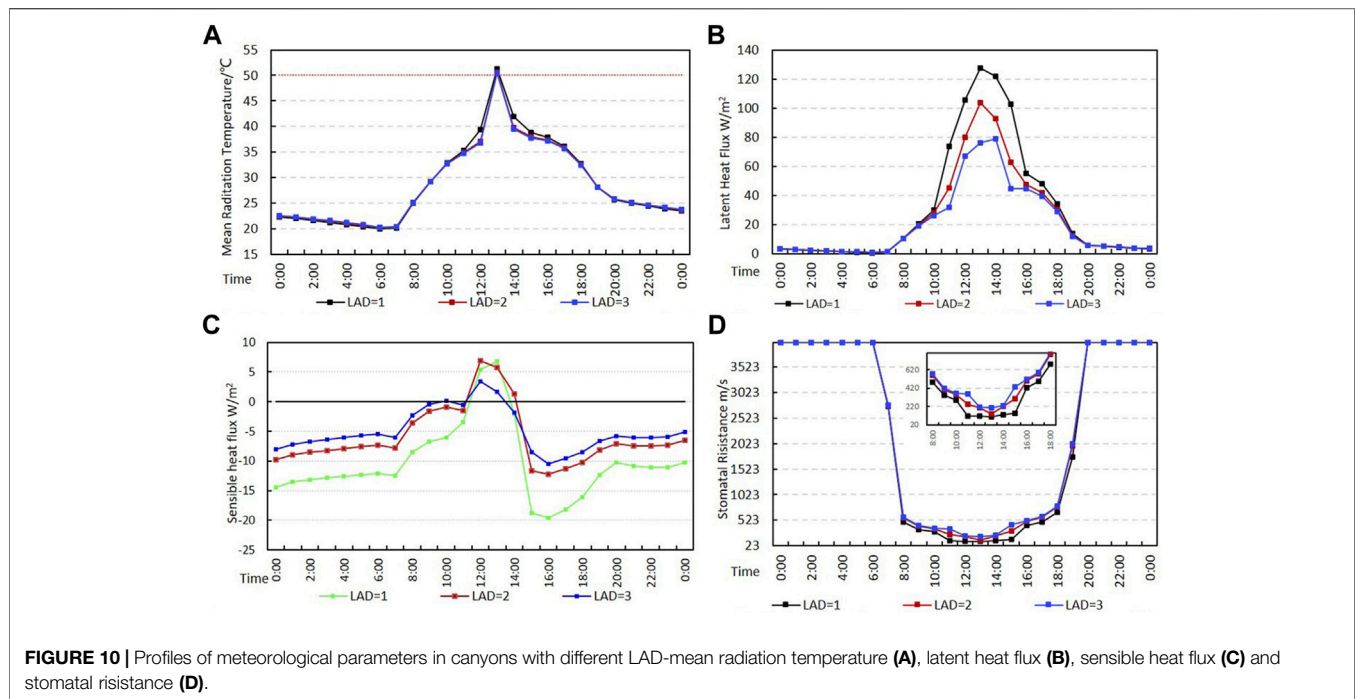 A
Mean Raditation Temperature/°C
55
50
45
40
35
30
25
20
15
Time
0:00 2:00 4:00 6:00 8:00 10:00 12:00 14:00 16:00 18:00 20:00 22:00 0:00
LAD=1 LAD=2 LAD=3
B
Latent Heat Flux W/m²
140
120
100
80
60
40
20
0
Time
0:00 2:00 4:00 6:00 8:00 10:00 12:00 14:00 16:00 18:00 20:00 22:00 0:00
LAD=1 LAD=2 LAD=3
C
Sensible heat flux W/m²
10
5
0
-5
-10
-15
-20
-25
Time
0:00 2:00 4:00 6:00 8:00 10:00 12:00 14:00 16:00 18:00 20:00 22:00 0:00
LAD=1 LAD=2 LAD=3
D
Stomatal Risistance m/s
3523
3023
2523
2023
1523
1023
523
23
620
420
220
20
8:00 10:00 12:00 14:00 16:00 18:00
Time
0:00 2:00 4:00 6:00 8:00 10:00 12:00 14:00 16:00 18:00 20:00 22:00 0:00
LAD=1 LAD=2 LAD=3
FIGURE 10 | Profiles of meteorological parameters in canyons with different LAD-mean radiation temperature (A), latent heat flux (B), sensible heat flux (C) and
stomatal risistance (D).